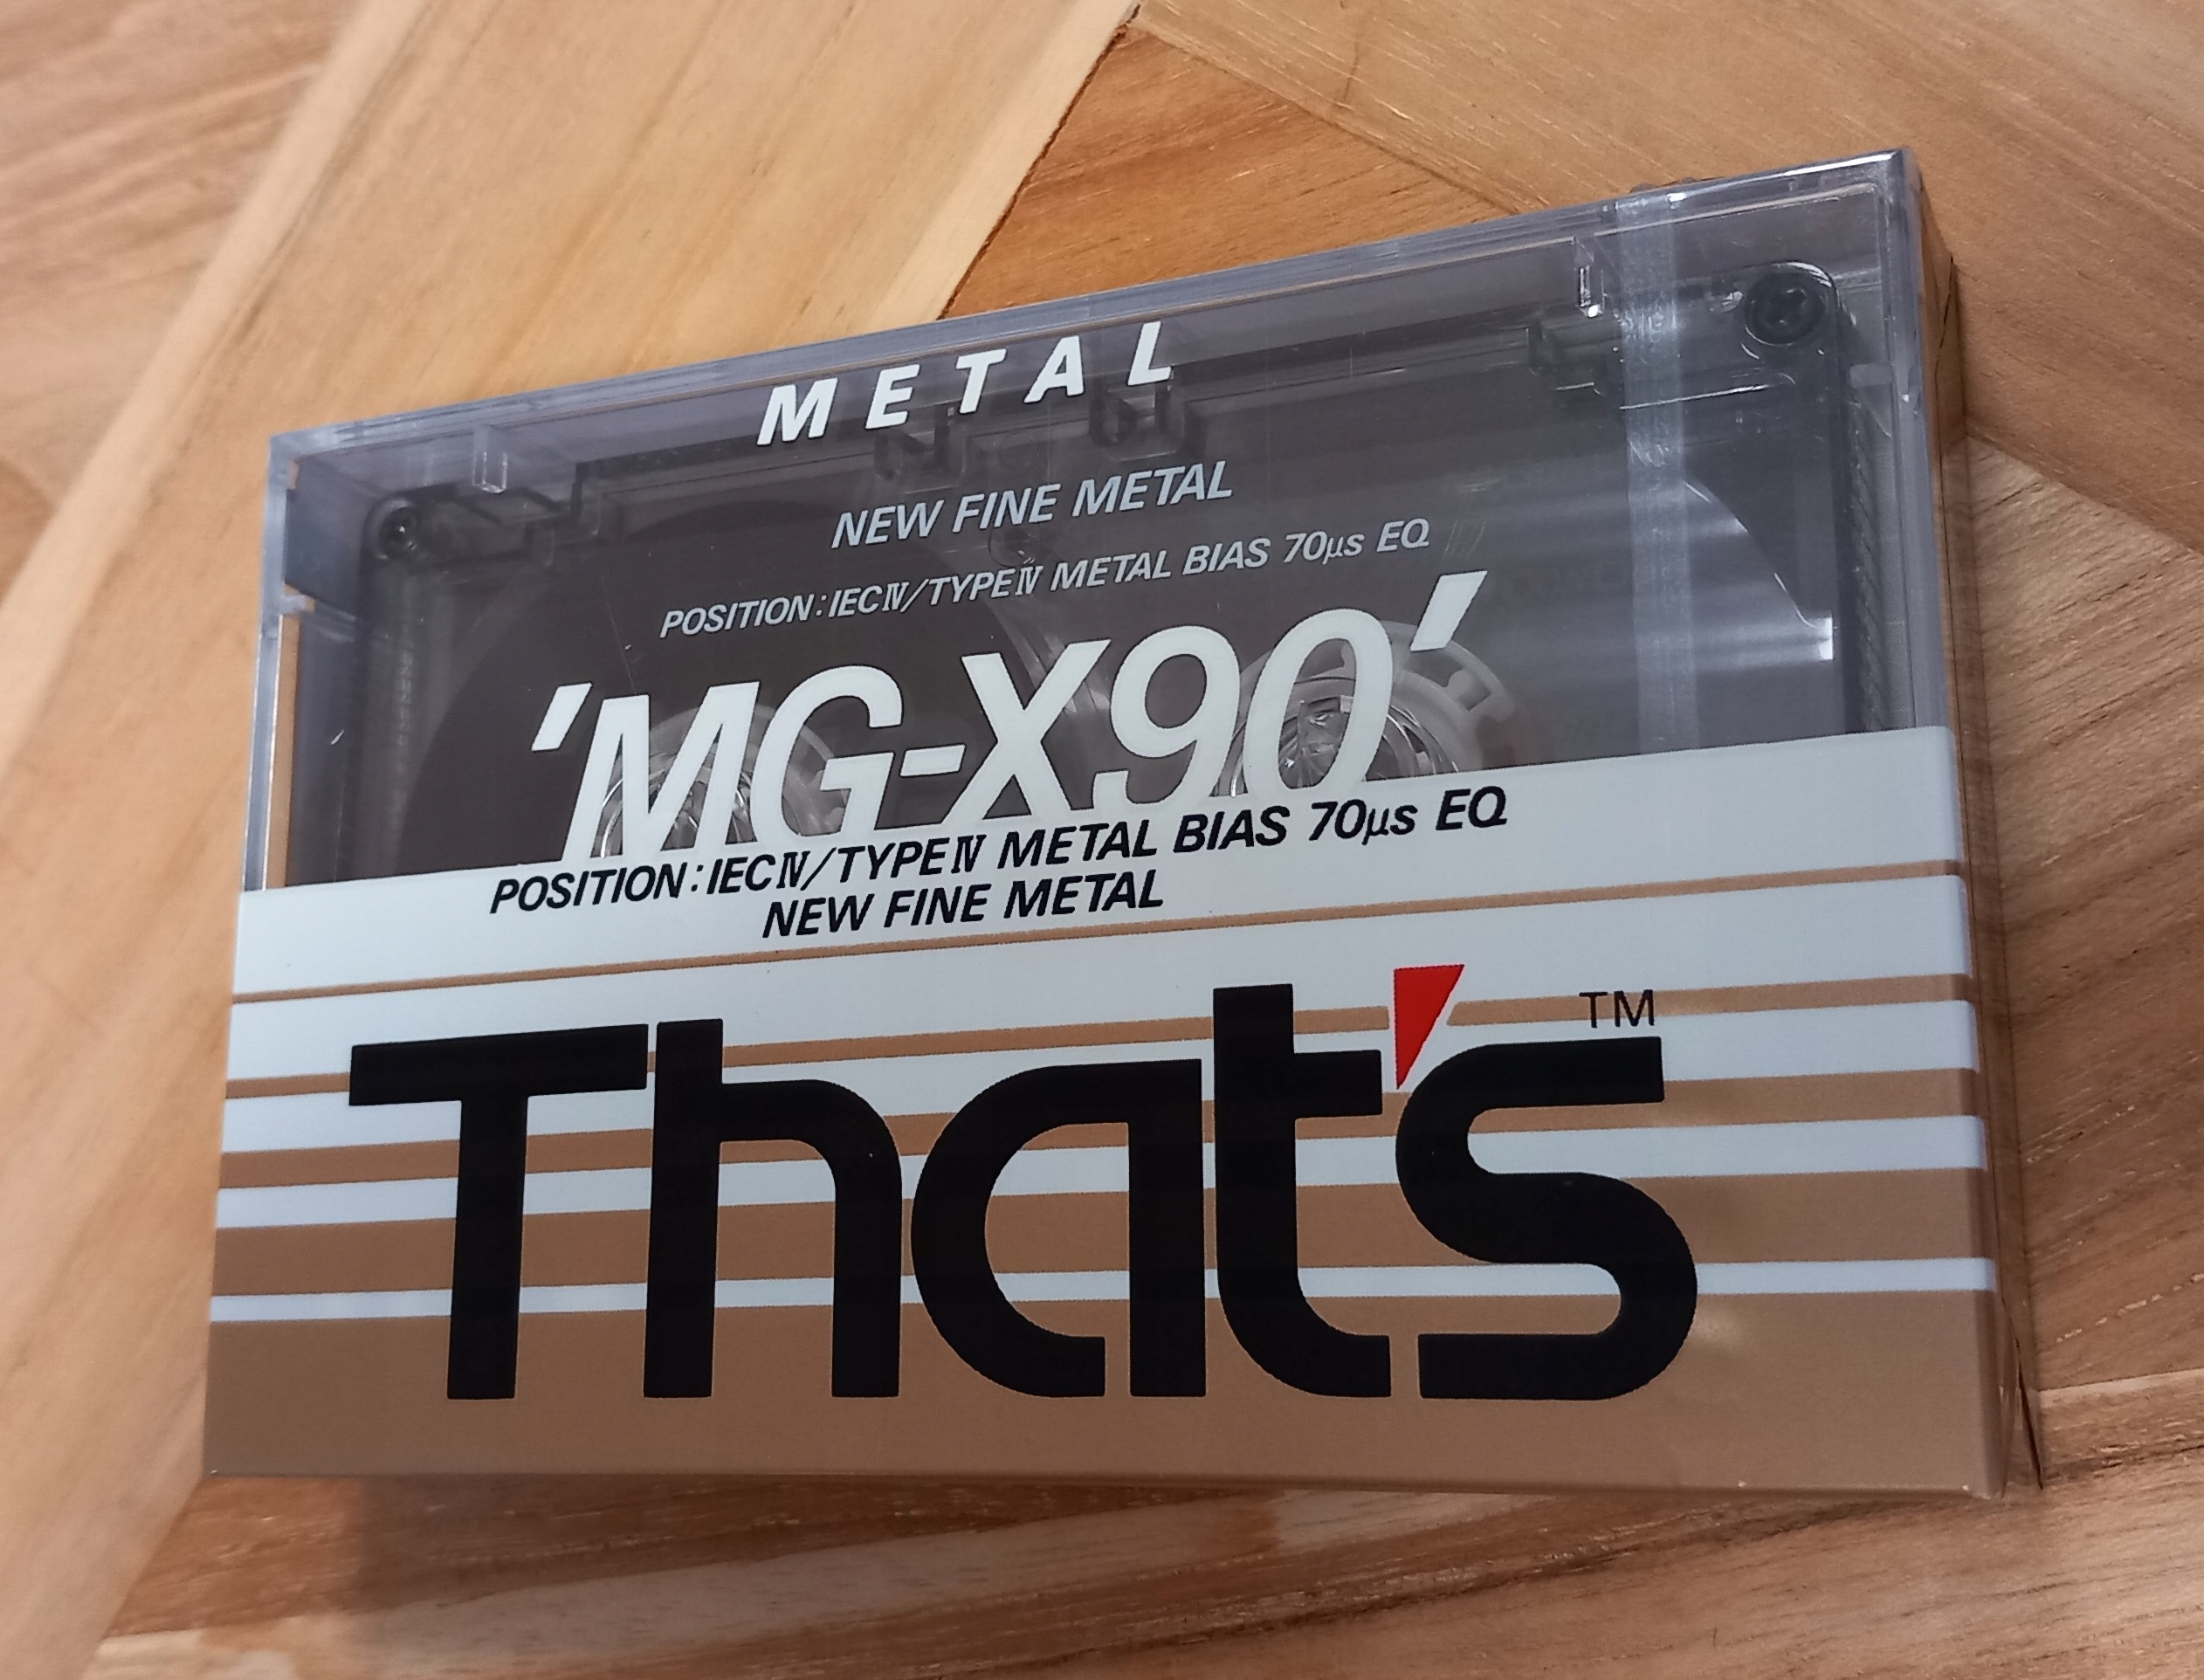 METAL
NEW FINE METAL
POSITION:IECⅣ/TYPEⅣ METAL BIAS 70μs EQ
'MG-X90'
POSITION:IECⅣ/TYPEⅣ METAL BIAS 70μs EQ
NEW FINE METAL
That's TM